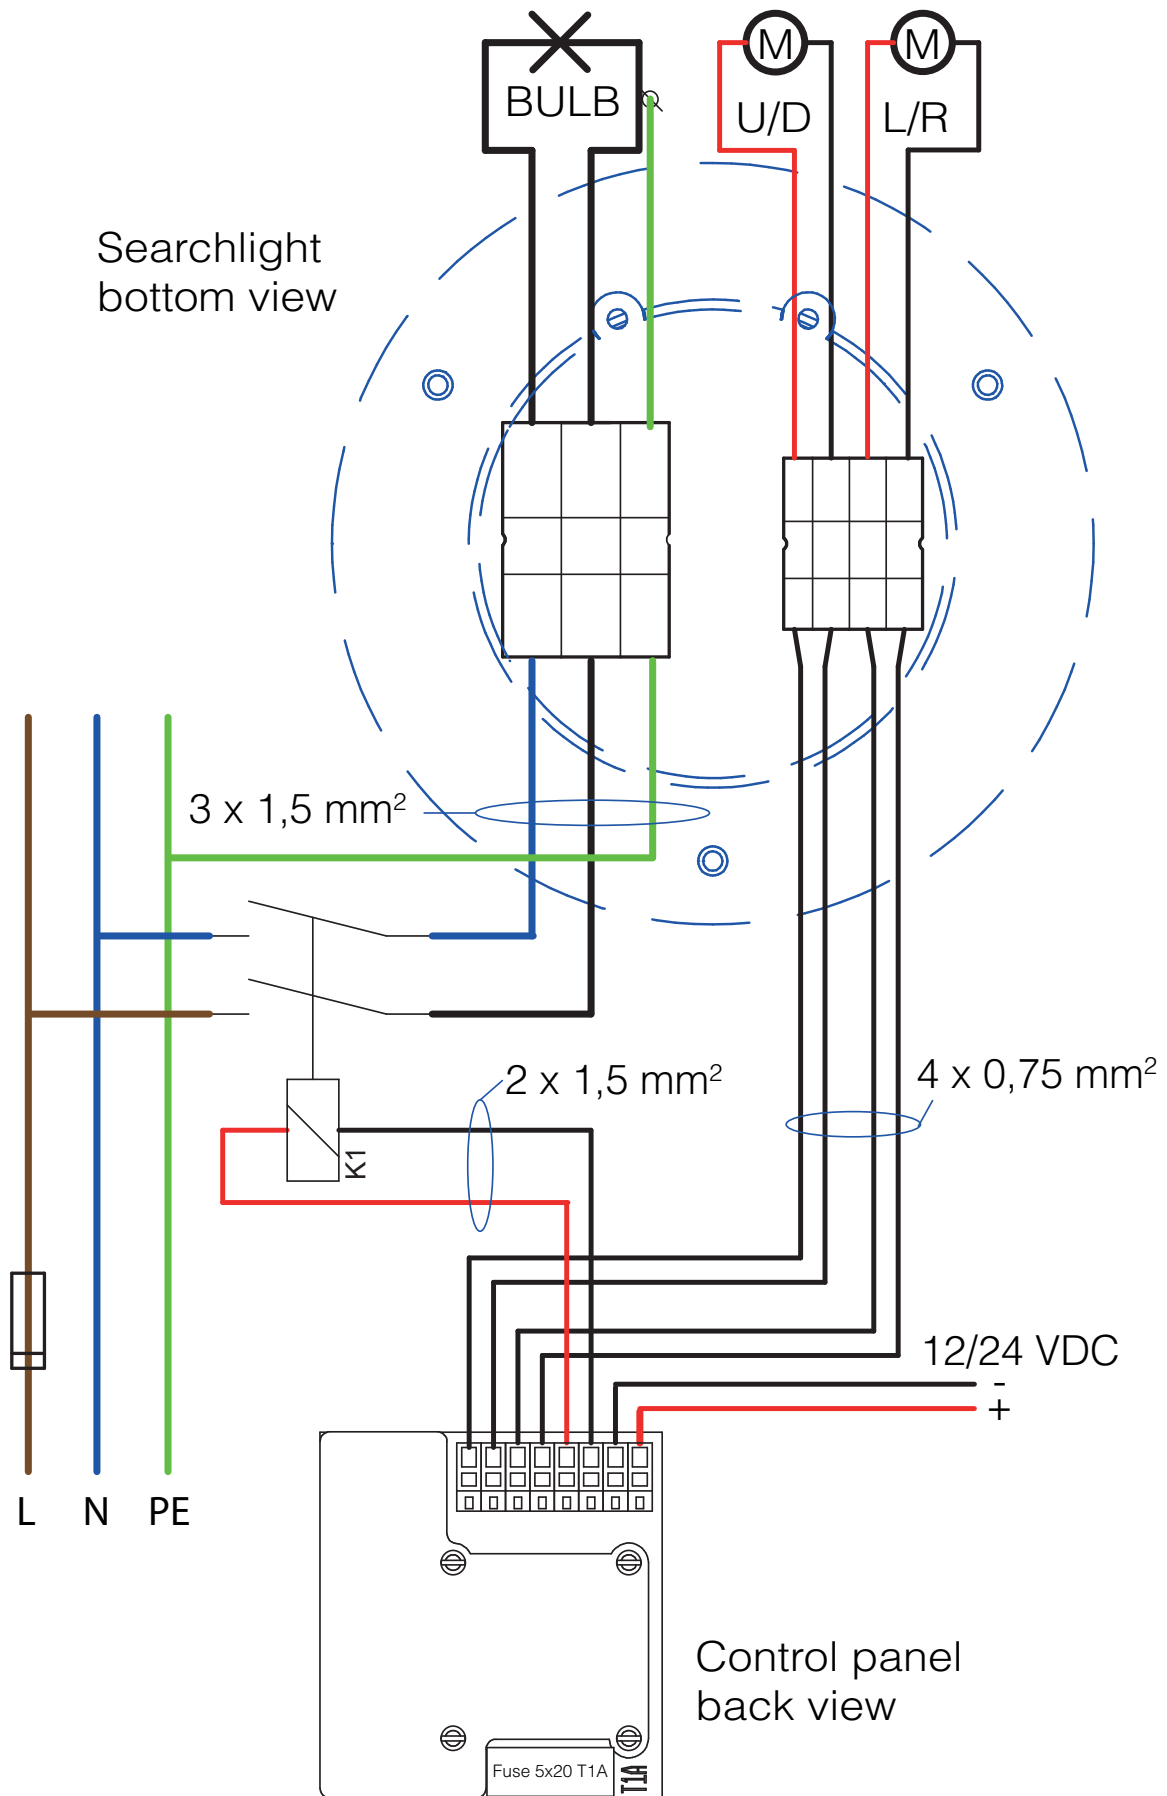 BULB
M
M
U/D
L/R
Searchlight
bottom view
3 x 1,5 mm²
2 x 1,5 mm²
4 x 0,75 mm²
K1
12/24 VDC
-
+
L N PE
Control panel
back view
Fuse 5x20 T1A
T1A